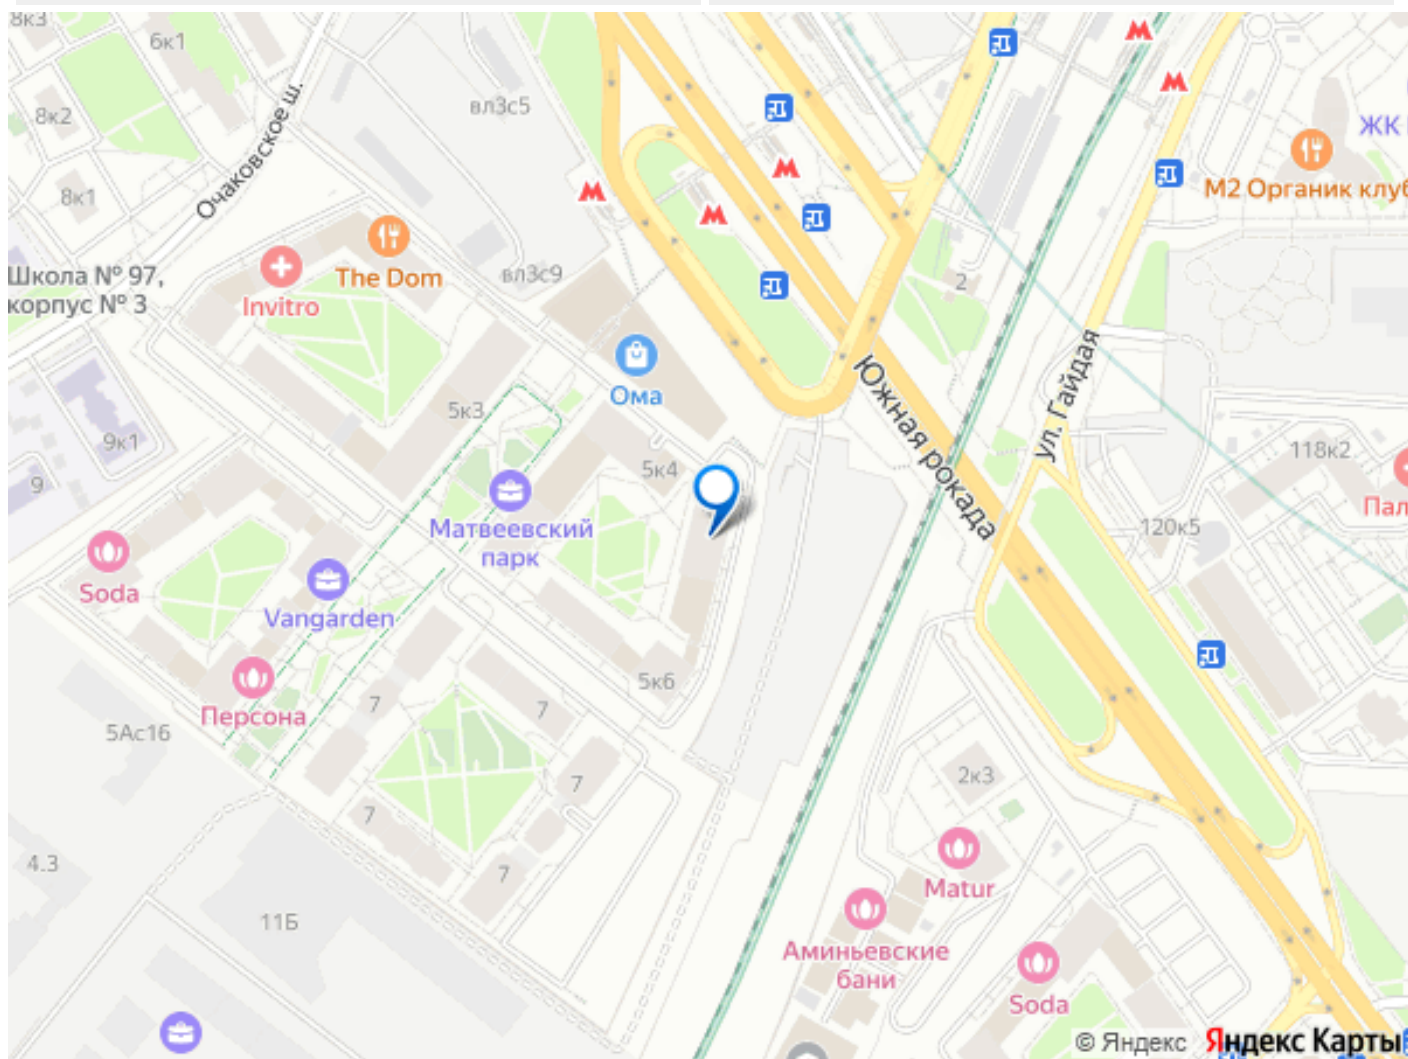 8к3
6к1
вл3с5
8к2
Очаковское ш.
8к1
ЖК
М2 Органик клуб
The Dom
Invitro
Школа № 97,
корпус № 3
вл3с9
2
Ома
Южная рокада
ул. Гайдая
5к3
9к1
9
5к4
118к2
Матвеевский
парк
120к5
Soda
Vangarden
5к6
Персона
7
7
5Ас16
7
7
7
2к3
4.3
11Б
Matur
Аминьевские
бани
Soda
© Яндекс Яндекс Карты